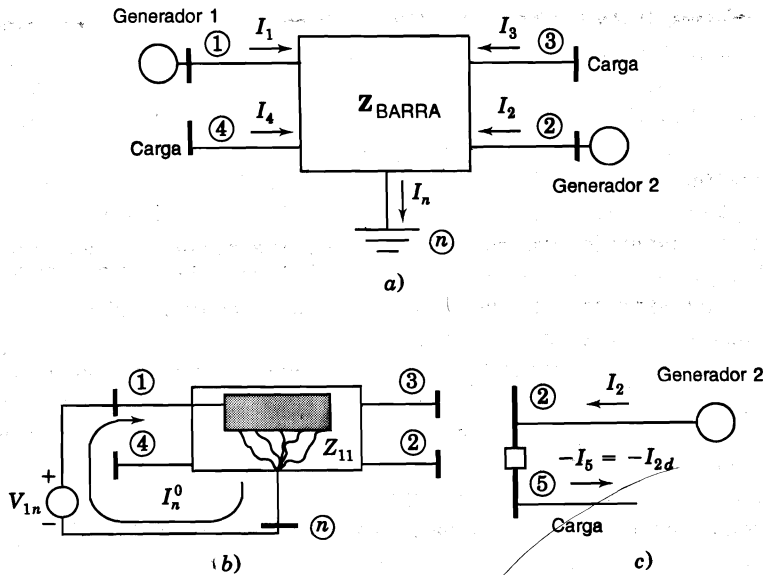 Generador 1
① I₁
I₃ ③
Carga
Z BARRA
④ I₄
Carga
I₂ ②
Generador 2
Iₙ
ⓝ
a)
①
③
④
②
Z₁₁
+
V₁ₙ
−
Iₙ⁰
ⓝ
b)
Generador 2
② I₂
−I₅ = −I₂d
⑤
Carga
c)